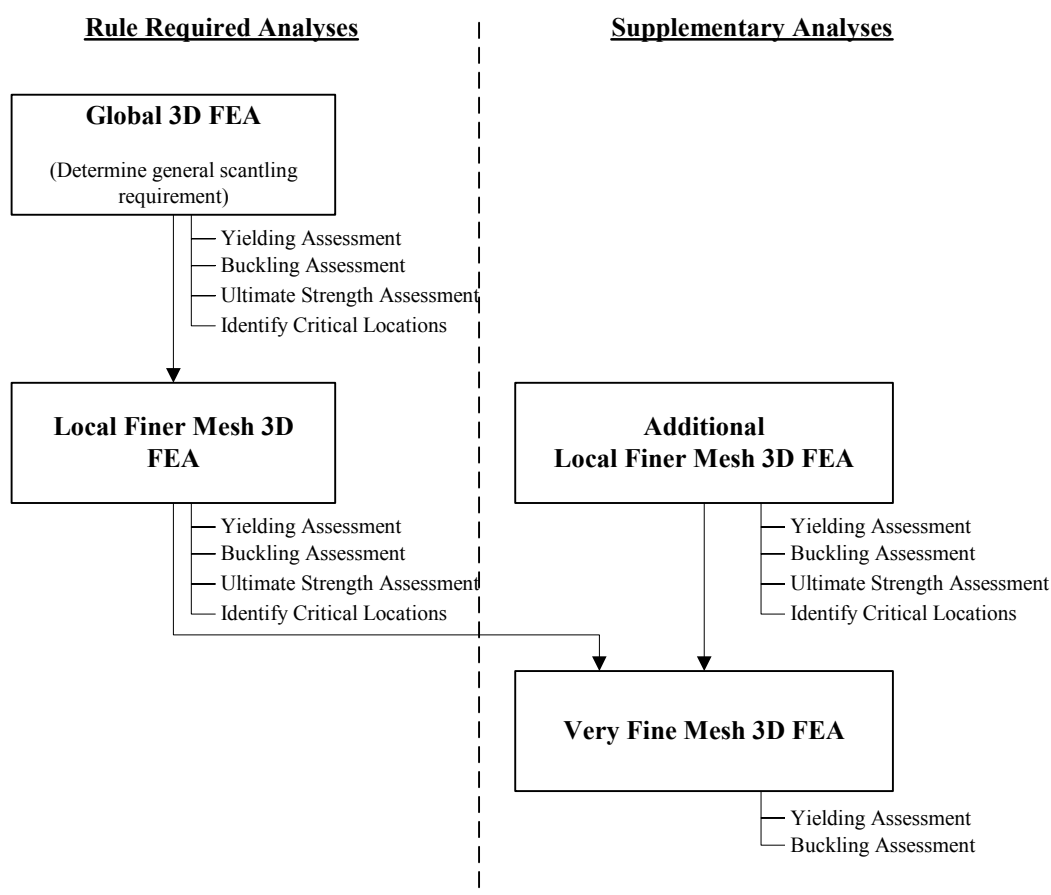 Rule Required Analyses
Supplementary Analyses
Global 3D FEA
(Determine general scantling
requirement)
Yielding Assessment
Buckling Assessment
Ultimate Strength Assessment
Identify Critical Locations
Local Finer Mesh 3D
FEA
Yielding Assessment
Buckling Assessment
Ultimate Strength Assessment
Identify Critical Locations
Additional
Local Finer Mesh 3D FEA
Yielding Assessment
Buckling Assessment
Ultimate Strength Assessment
Identify Critical Locations
Very Fine Mesh 3D FEA
Yielding Assessment
Buckling Assessment